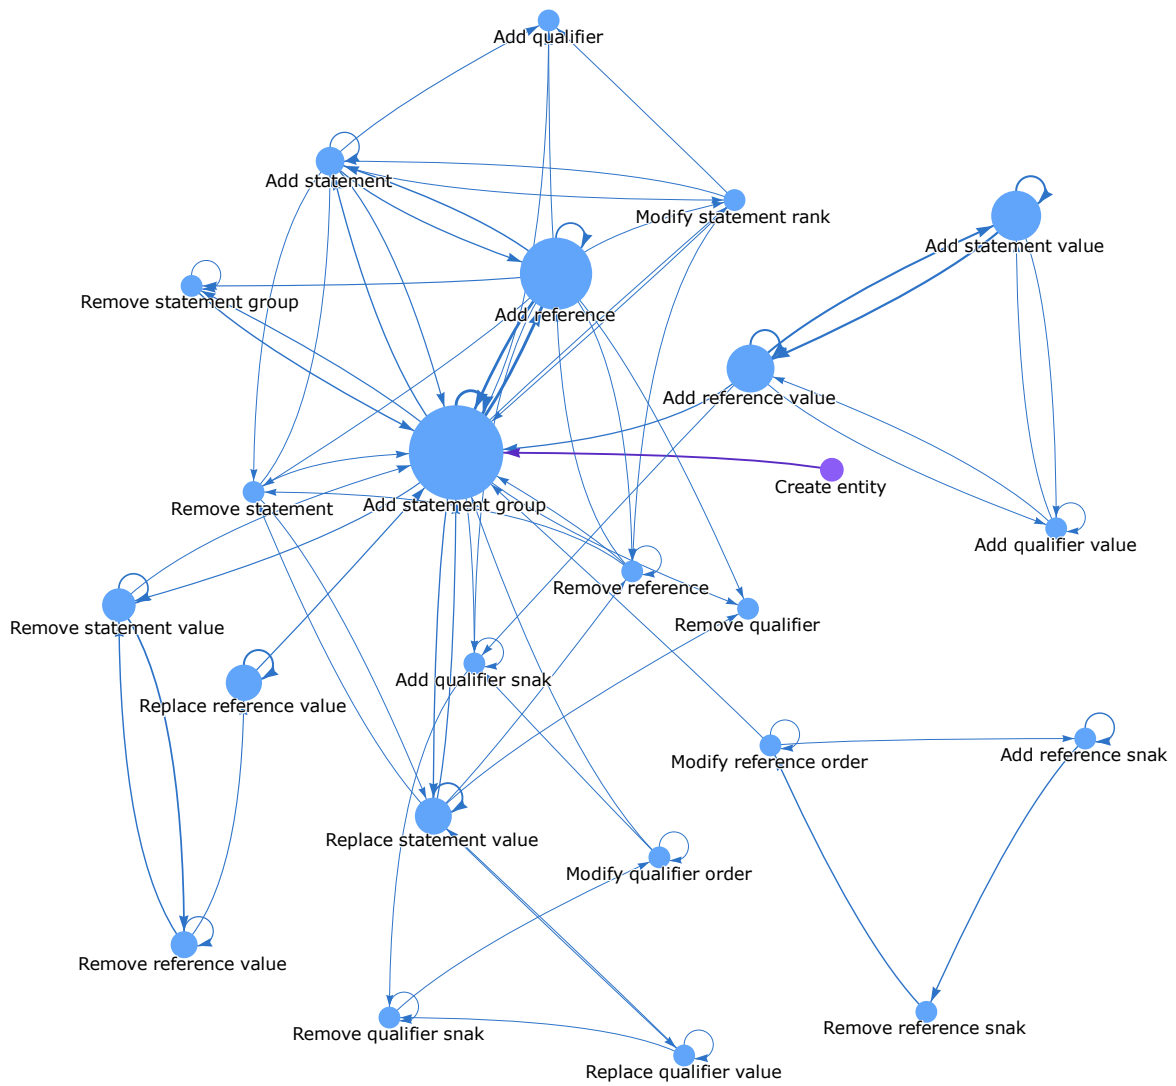 Add qualifier
Add statement
Modify statement rank
Add statement value
Remove statement group
Add reference
Add reference value
Create entity
Add statement group
Remove statement
Add qualifier value
Remove reference
Remove qualifier
Remove statement value
Add qualifier snak
Replace reference value
Modify reference order
Add reference snak
Replace statement value
Modify qualifier order
Remove reference value
Remove reference snak
Remove qualifier snak
Replace qualifier value